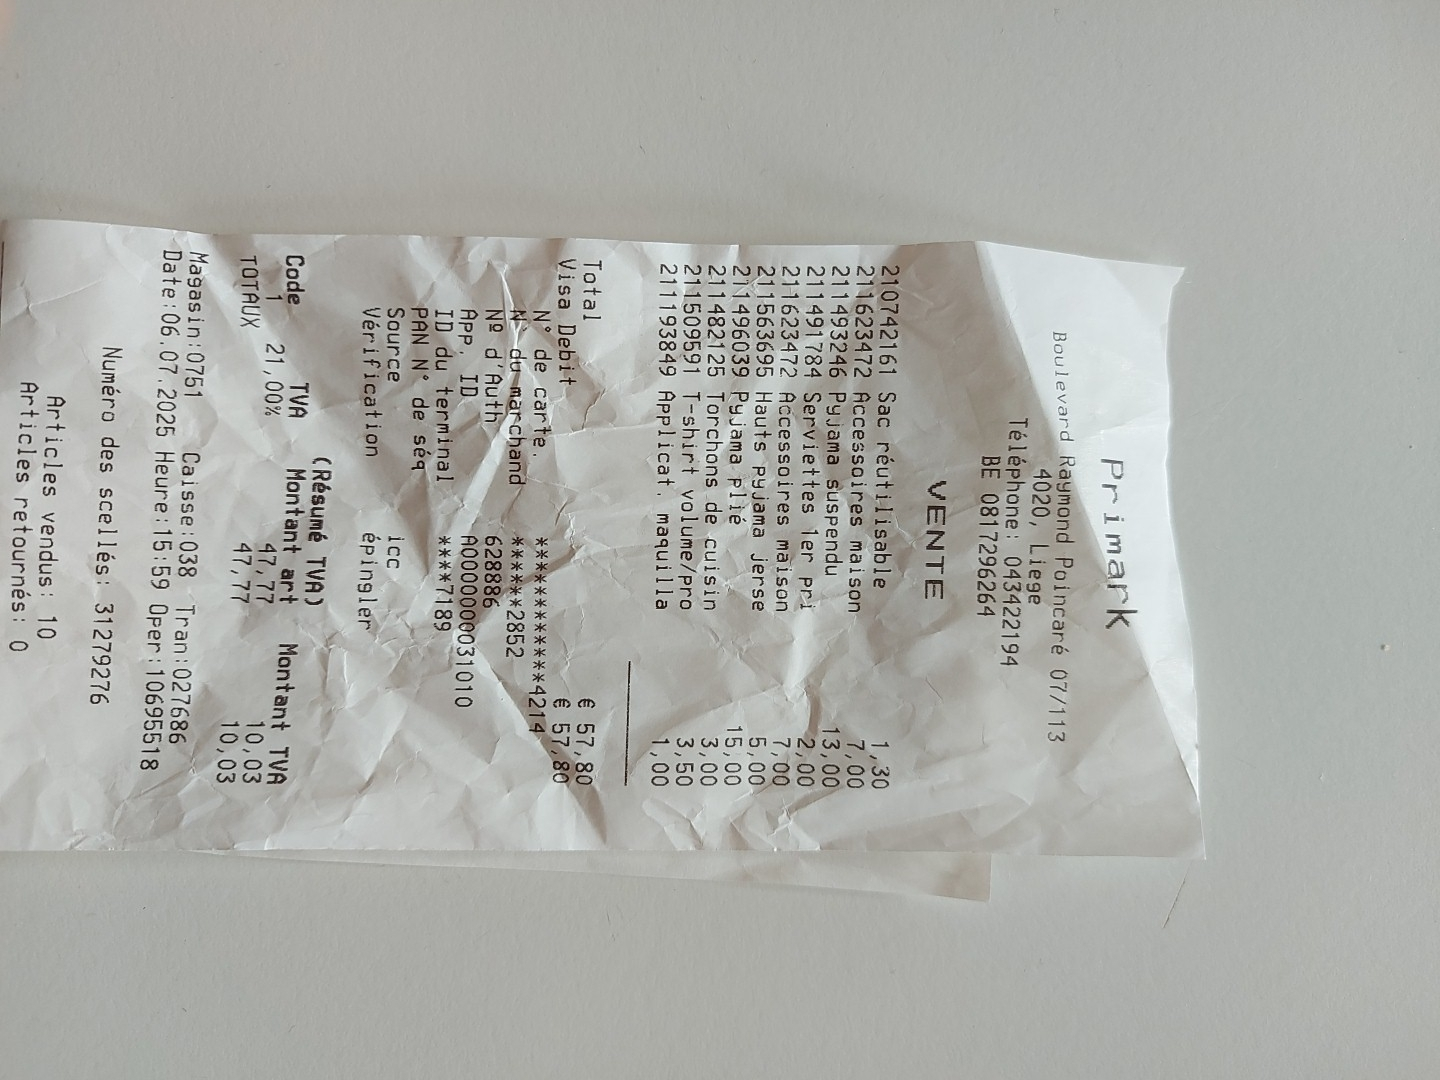 Primark
Boulevard Raymond Poincaré 07/113
4020, Liege
Téléphone: 043422194
BE 0817296264
VENTE
210742161 Sac réutilisable 1,30
211623472 Accessoires maison 7,00
211493246 Pyjama suspendu 13,00
211491784 Serviettes 1er pri 2,00
211623472 Accessoires maison 7,00
211563695 Hauts pyjama jerse 5,00
211496039 Pyjama plié 15,00
211482125 Torchons de cuisin 3,00
211509591 T-shirt volume/pro 3,50
211193849 Applicat. maquilla 1,00
Total € 57,80
Visa Debit € 57,80
N° de carte. ************4214
N° du marchand ******2852
Nº d'Auth 628886
App. ID A0000000031010
ID du terminal ****7189
PAN N° de séq
Source icc
Vérification épingler
(Résumé TVA)
Code TVA Montant art Montant TVA
1 21,00% 47,77 10,03
TOTAUX 47,77 10,03
Magasin:0751 Caisse:038 Tran:027686
Date:06.07.2025 Heure:15:59 Oper:10695518
Numéro des scellés: 31279276
Articles vendus: 10
Articles retournés: 0